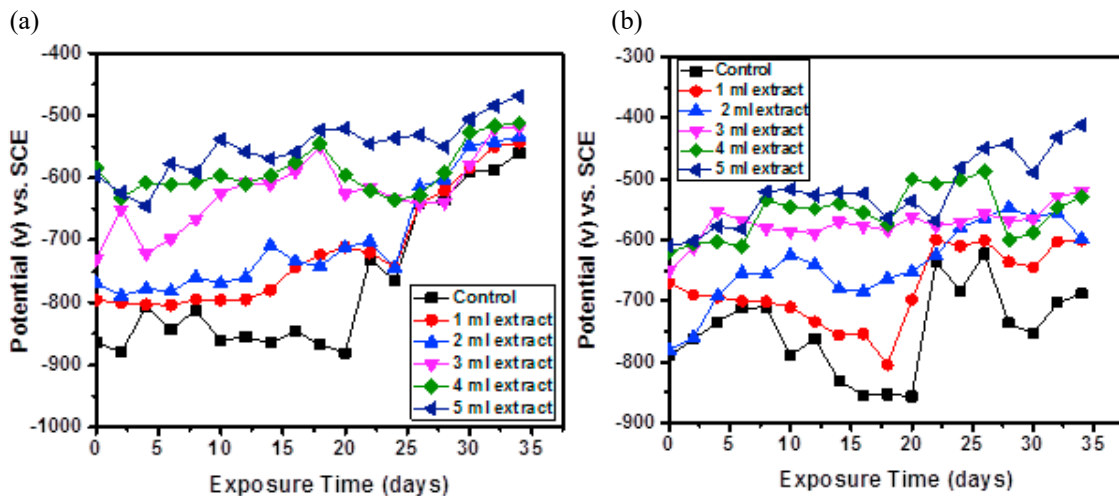 (a)
(b)
-400
-500
-600
-700
-800
-900
-1000
Potential (v) vs. SCE
0 5 10 15 20 25 30 35
Exposure Time (days)
Control
1 ml extract
2 ml extract
3 ml extract
4 ml extract
5 ml extract
-300
-400
-500
-600
-700
-800
-900
Potential (v) vs. SCE
0 5 10 15 20 25 30 35
Exposure Time (days)
Control
1 ml extract
2 ml extract
3 ml extract
4 ml extract
5 ml extract